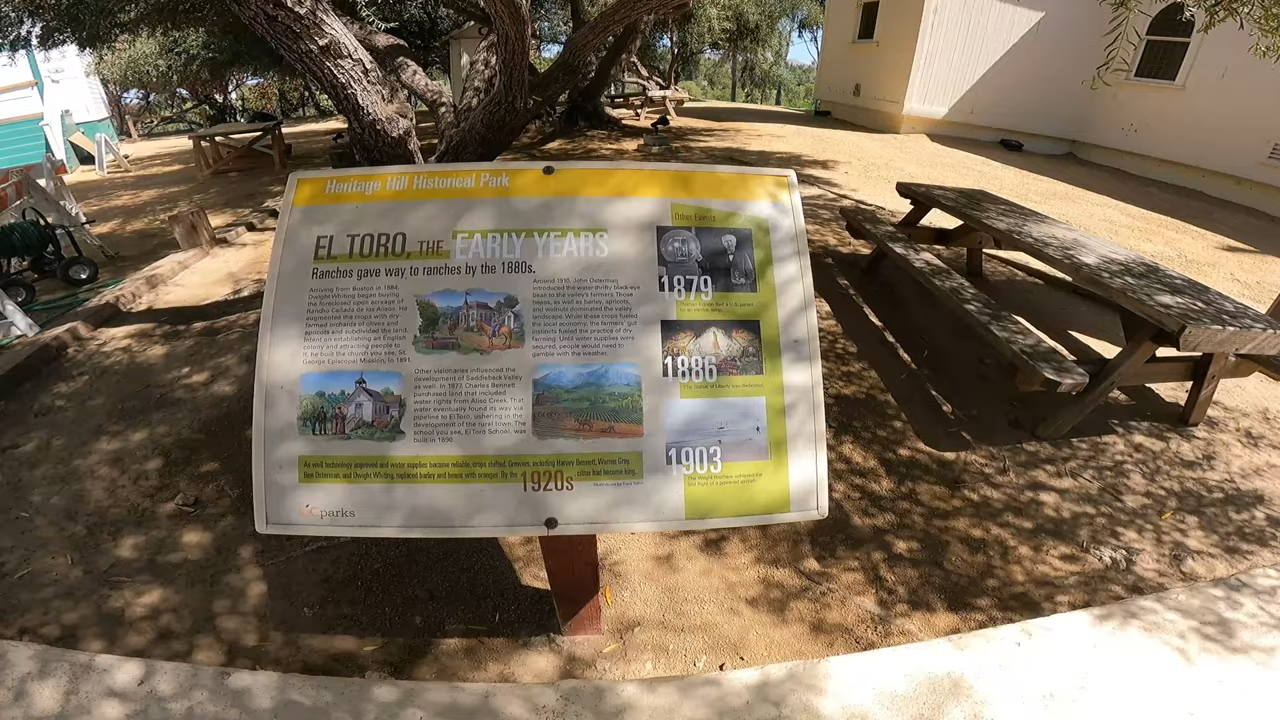 Heritage Hill Historical Park
EL TORO, THE EARLY YEARS
Ranchos gave way to ranches by the 1880s.
Arriving from Boston in 1884,
Dwight Whiting began buying
the foreclosed upon acreage of
Rancho Cañada de los Alisos. He
augmented the crops with dry-
farmed orchards of olives and
apricots and subdivided the land.
Intent on establishing an English
colony and attracting people to
it, he built the church you see, St.
George Episcopal Mission, in 1891.
Other visionaries influenced the
development of Saddleback Valley
as well. In 1877, Charles Bennett
purchased land that included
water rights from Aliso Creek. That
water eventually found its way via
pipeline to El Toro, ushering in the
development of the rural town. The
school you see, El Toro School, was
built in 1890.
Around 1910, John Osterman
introduced the water thrifty black-eye
bean to the valley's farmers. Those
beans, as well as barley, apricots,
and walnuts dominated the valley
landscape. While these crops fueled
the local economy, the farmers' gut
instincts fueled the practice of dry
farming. Until water supplies were
secured, people would need to
gamble with the weather.
As well technology improved and water supplies became reliable, crops shifted. Growers, including Harvey Bennett, Warren Gray,
Ben Osterman, and Dwight Whiting, replaced barley and beans with oranges. By the 1920s, citrus had become king.
OCparks
Other Events
1879
Thomas Edison filed a U.S. patent
for an electric lamp.
1886
The Statue of Liberty was dedicated.
1903
The Wright Brothers achieved the
first flight of a powered aircraft.